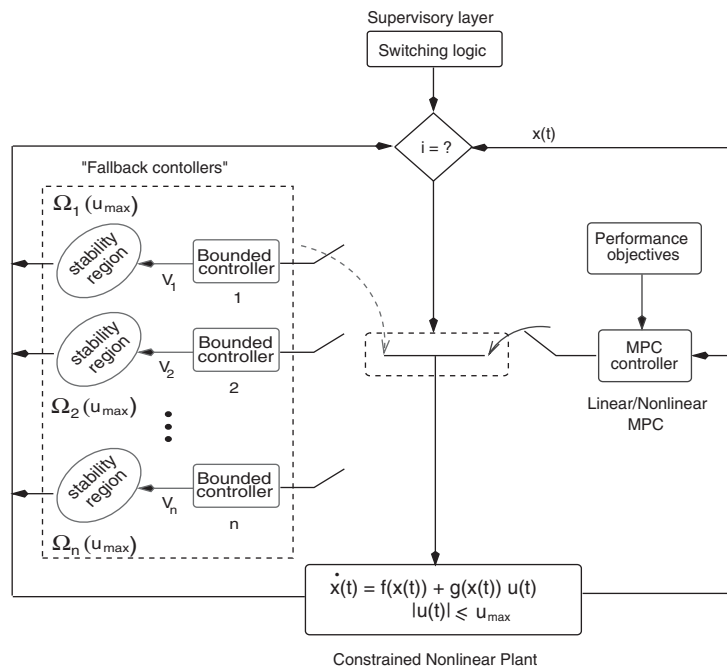 Supervisory layer
Switching logic
i = ?
x(t)
"Fallback contollers"
Ω1(umax)
stability
region
V1
Bounded
controller
1
Performance
objectives
stability
region
V2
Bounded
controller
2
Ω2(umax)
MPC
controller
Linear/Nonlinear
MPC
stability
region
Vn
Bounded
controller
n
Ωn(umax)
ẋ(t) = f(x(t)) + g(x(t)) u(t)
|u(t)| ⩽ umax
Constrained Nonlinear Plant